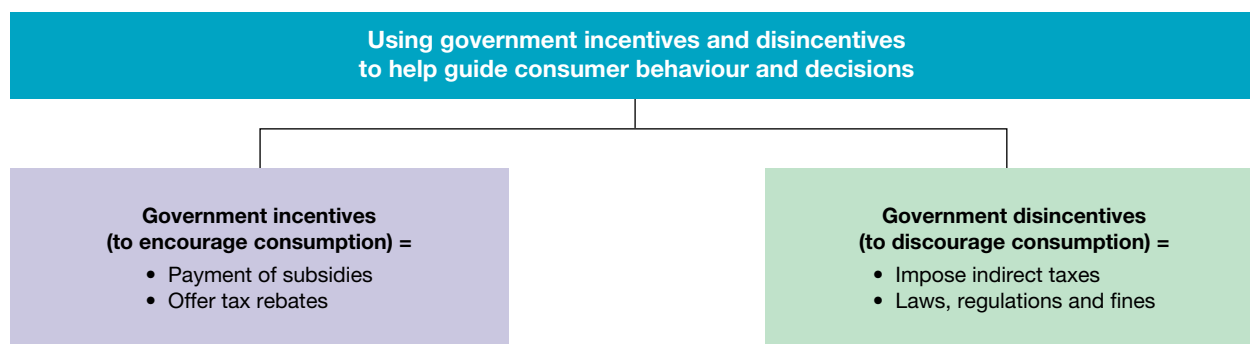 Using government incentives and disincentives
to help guide consumer behaviour and decisions
Government incentives
(to encourage consumption) =
• Payment of subsidies
• Offer tax rebates
Government disincentives
(to discourage consumption) =
• Impose indirect taxes
• Laws, regulations and fines